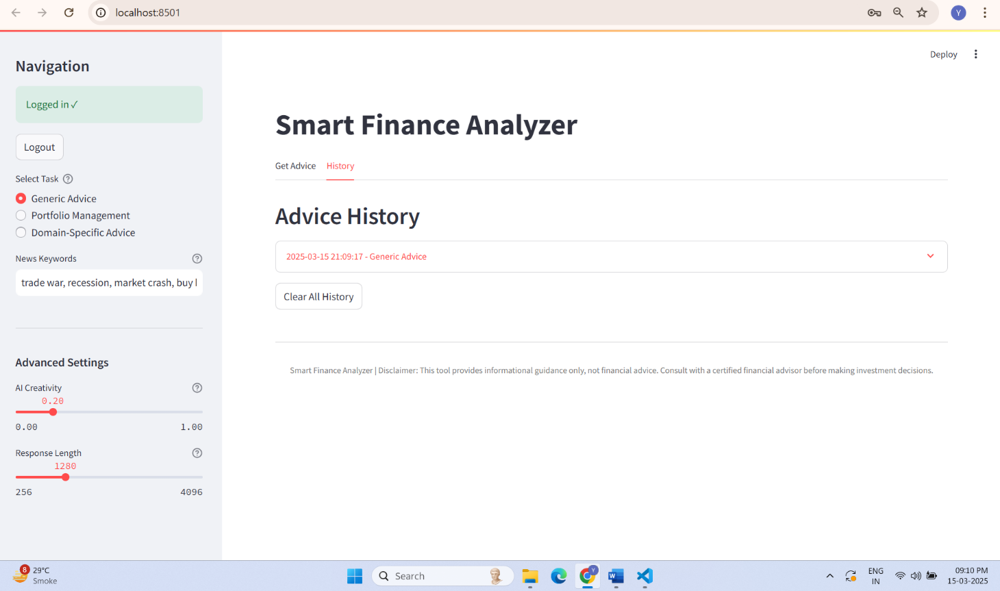 localhost:8501
Y
Deploy
Navigation
Logged in ✓
Logout
Select Task
Generic Advice
Portfolio Management
Domain-Specific Advice
News Keywords
trade war, recession, market crash, buy
Advanced Settings
AI Creativity
0.20
0.00 1.00
Response Length
1280
256 4096
Smart Finance Analyzer
Get Advice History
Advice History
2025-03-15 21:09:17 - Generic Advice
Clear All History
Smart Finance Analyzer | Disclaimer: This tool provides informational guidance only, not financial advice. Consult with a certified financial advisor before making investment decisions.
8
29°C
Smoke
Search
Y
W
ENG
IN
09:10 PM
15-03-2025